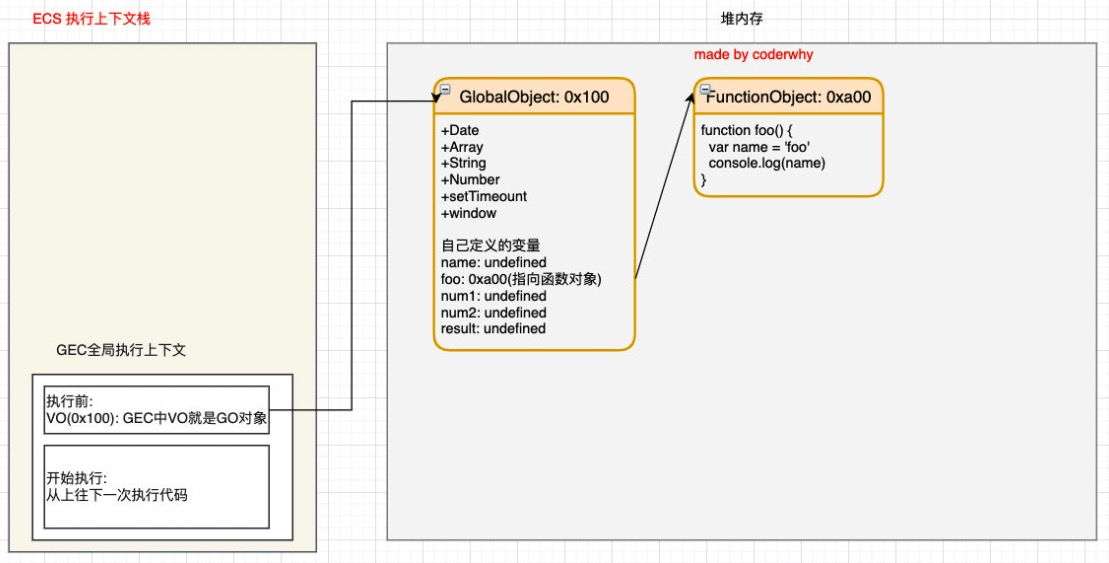 ECS 执行上下文栈
堆内存
made by coderwhy
GlobalObject: 0x100
+Date
+Array
+String
+Number
+setTimeount
+window
自己定义的变量
name: undefined
foo: 0xa00(指向函数对象)
num1: undefined
num2: undefined
result: undefined
FunctionObject: 0xa00
function foo() {
var name = 'foo'
console.log(name)
}
GEC全局执行上下文
执行前:
VO(0x100): GEC中VO就是GO对象
开始执行:
从上往下一次执行代码